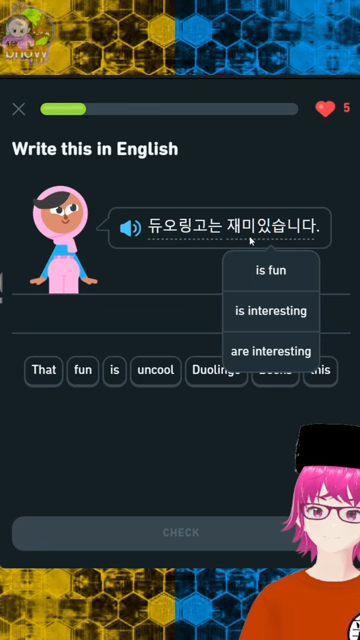 5
Write this in English
듀오링고는 재미있습니다.
is fun
is interesting
are interesting
That fun is uncool Duolingo this
CHECK